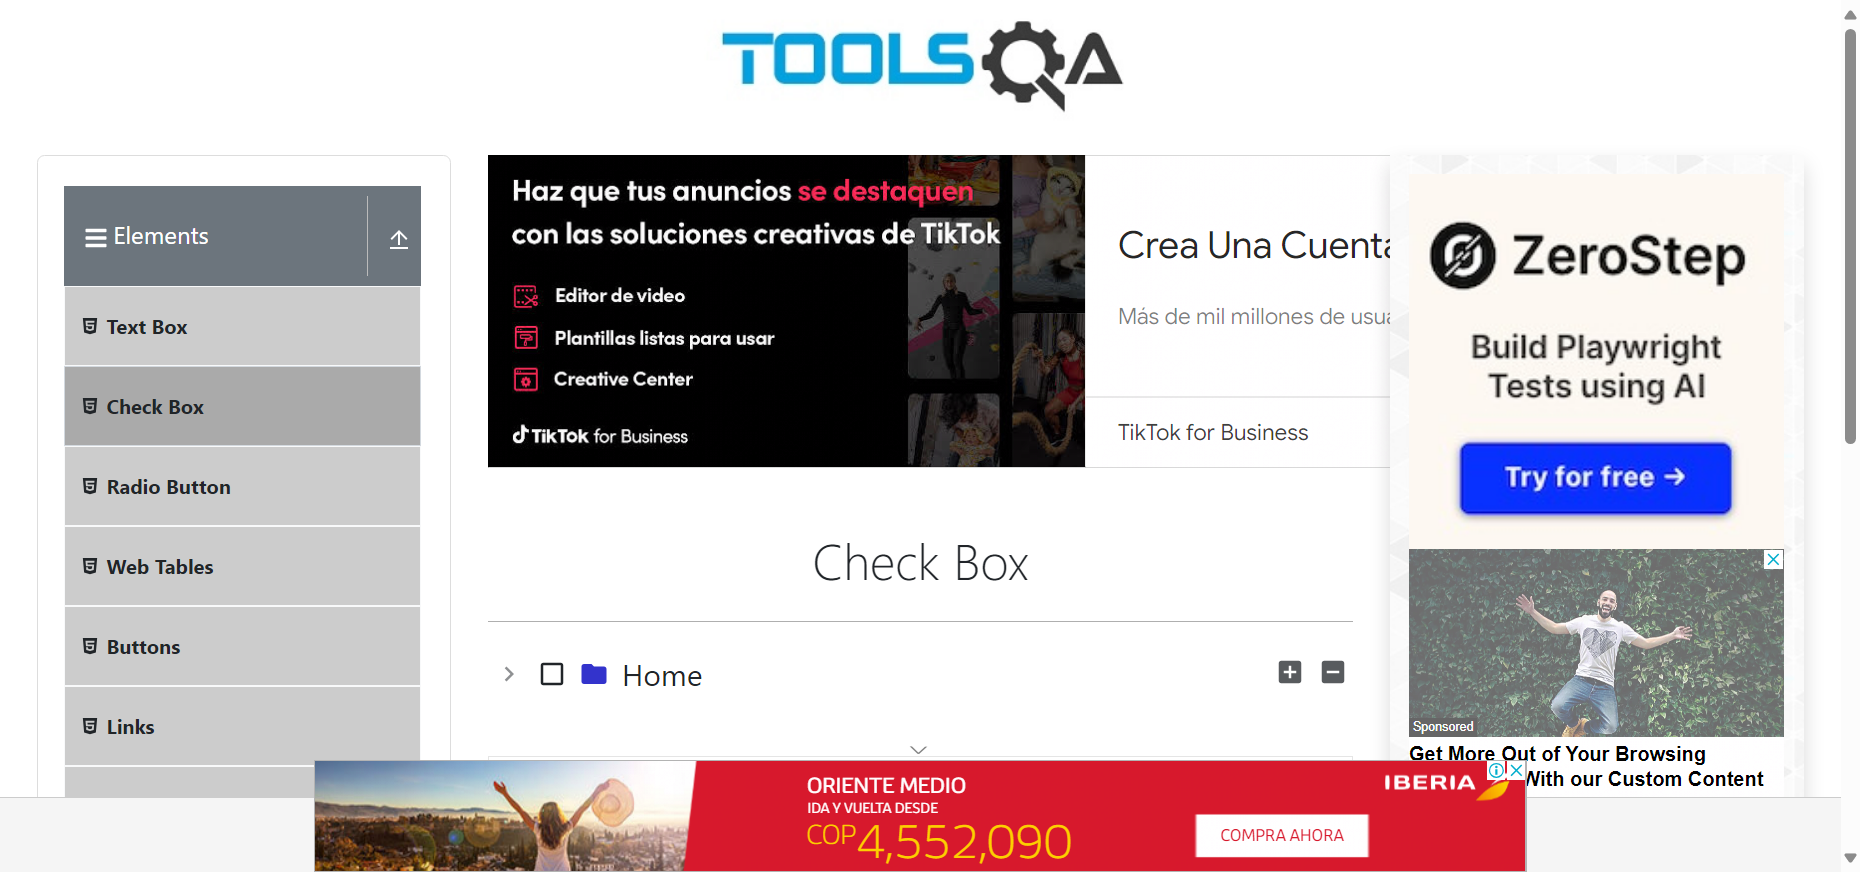 TOOLSQA
Elements
Text Box
Check Box
Radio Button
Web Tables
Buttons
Links
Haz que tus anuncios se destaquen
con las soluciones creativas de TikTok
Editor de video
Plantillas listas para usar
Creative Center
TikTok for Business
Crea Una Cuenta
Más de mil millones de
TikTok for Business
ZeroStep
Build Playwright
Tests using AI
Try for free →
Check Box
Home
Sponsored
Get More Out of Your Browsing
With our Custom Content
ORIENTE MEDIO
IDA Y VUELTA DESDE
COP4,552,090
IBERIA
COMPRA AHORA